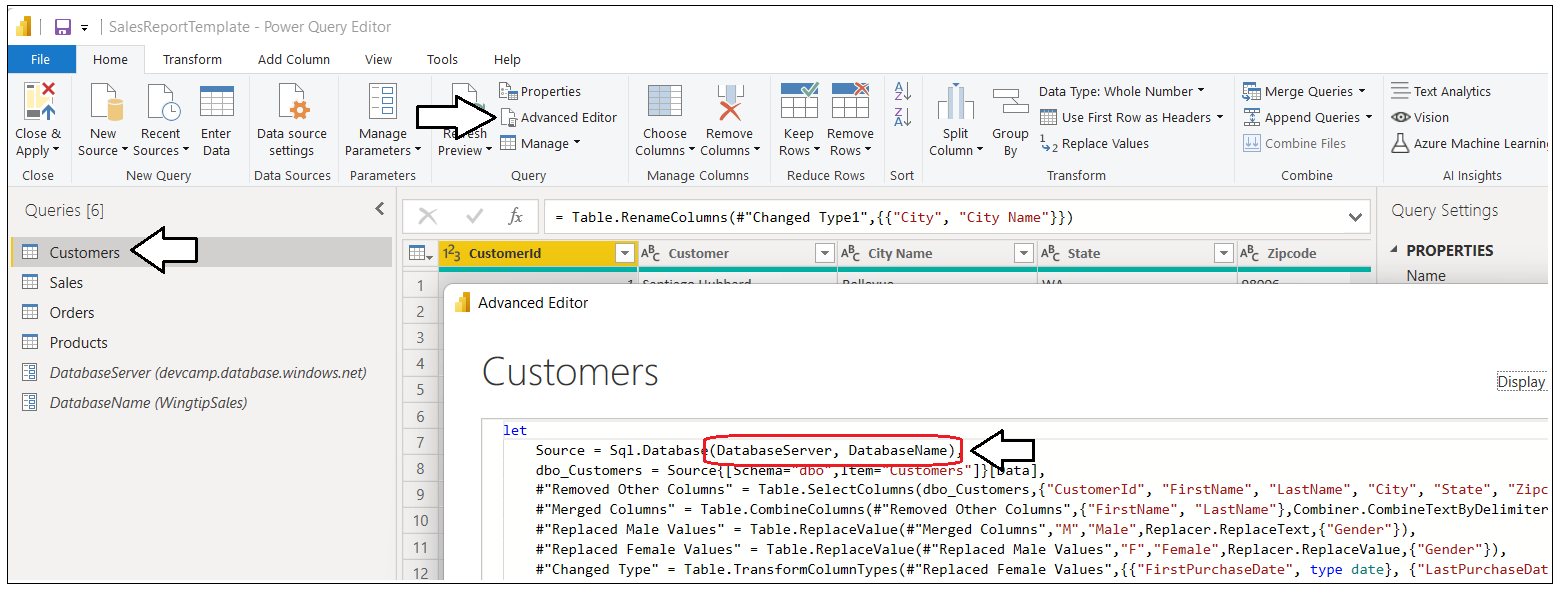 SalesReportTemplate - Power Query Editor
File Home Transform Add Column View Tools Help
Close & Apply
New Source
Recent Sources
Enter Data
Data source settings
Manage Parameters
Refresh Preview
Properties
Advanced Editor
Manage
Choose Columns
Remove Columns
Keep Rows
Remove Rows
Split Column
Group By
Data Type: Whole Number
Use First Row as Headers
Replace Values
Merge Queries
Append Queries
Combine Files
Text Analytics
Vision
Azure Machine Learning
Close New Query Data Sources Parameters Query Manage Columns Reduce Rows Sort Transform Combine AI Insights
Queries [6]
Customers
Sales
Orders
Products
DatabaseServer (devcamp.database.windows.net)
DatabaseName (WingtipSales)
fx = Table.RenameColumns(#"Changed Type1",{{"City", "City Name"}})
CustomerId Customer City Name State Zipcode
1
2
3
4
5
6
7
8
9
10
11
12
Query Settings
PROPERTIES
Name
Advanced Editor
Customers
Display
let
Source = Sql.Database(DatabaseServer, DatabaseName),
dbo_Customers = Source{[Schema="dbo",Item="Customers"]}[Data],
#"Removed Other Columns" = Table.SelectColumns(dbo_Customers,{"CustomerId", "FirstName", "LastName", "City", "State", "Zipc
#"Merged Columns" = Table.CombineColumns(#"Removed Other Columns",{"FirstName", "LastName"},Combiner.CombineTextByDelimiter
#"Replaced Male Values" = Table.ReplaceValue(#"Merged Columns","M","Male",Replacer.ReplaceText,{"Gender"}),
#"Replaced Female Values" = Table.ReplaceValue(#"Replaced Male Values","F","Female",Replacer.ReplaceValue,{"Gender"}),
#"Changed Type" = Table.TransformColumnTypes(#"Replaced Female Values",{{"FirstPurchaseDate", type date}, {"LastPurchaseDat